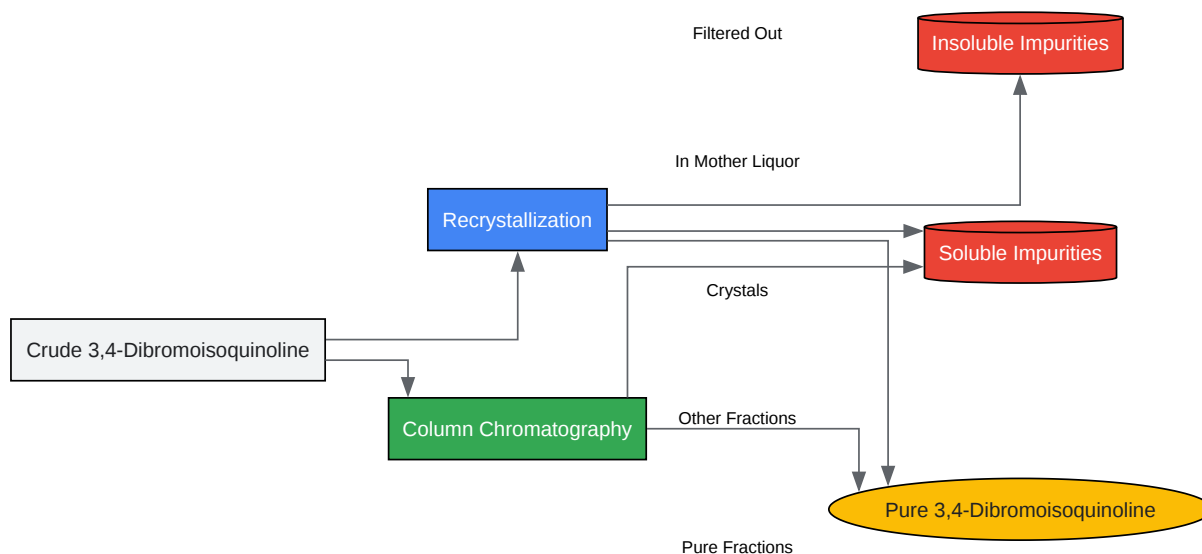 Filtered Out
Insoluble Impurities
In Mother Liquor
Recrystallization
Soluble Impurities
Crystals
Crude 3,4-Dibromoisoquinoline
Other Fractions
Column Chromatography
Pure 3,4-Dibromoisoquinoline
Pure Fractions